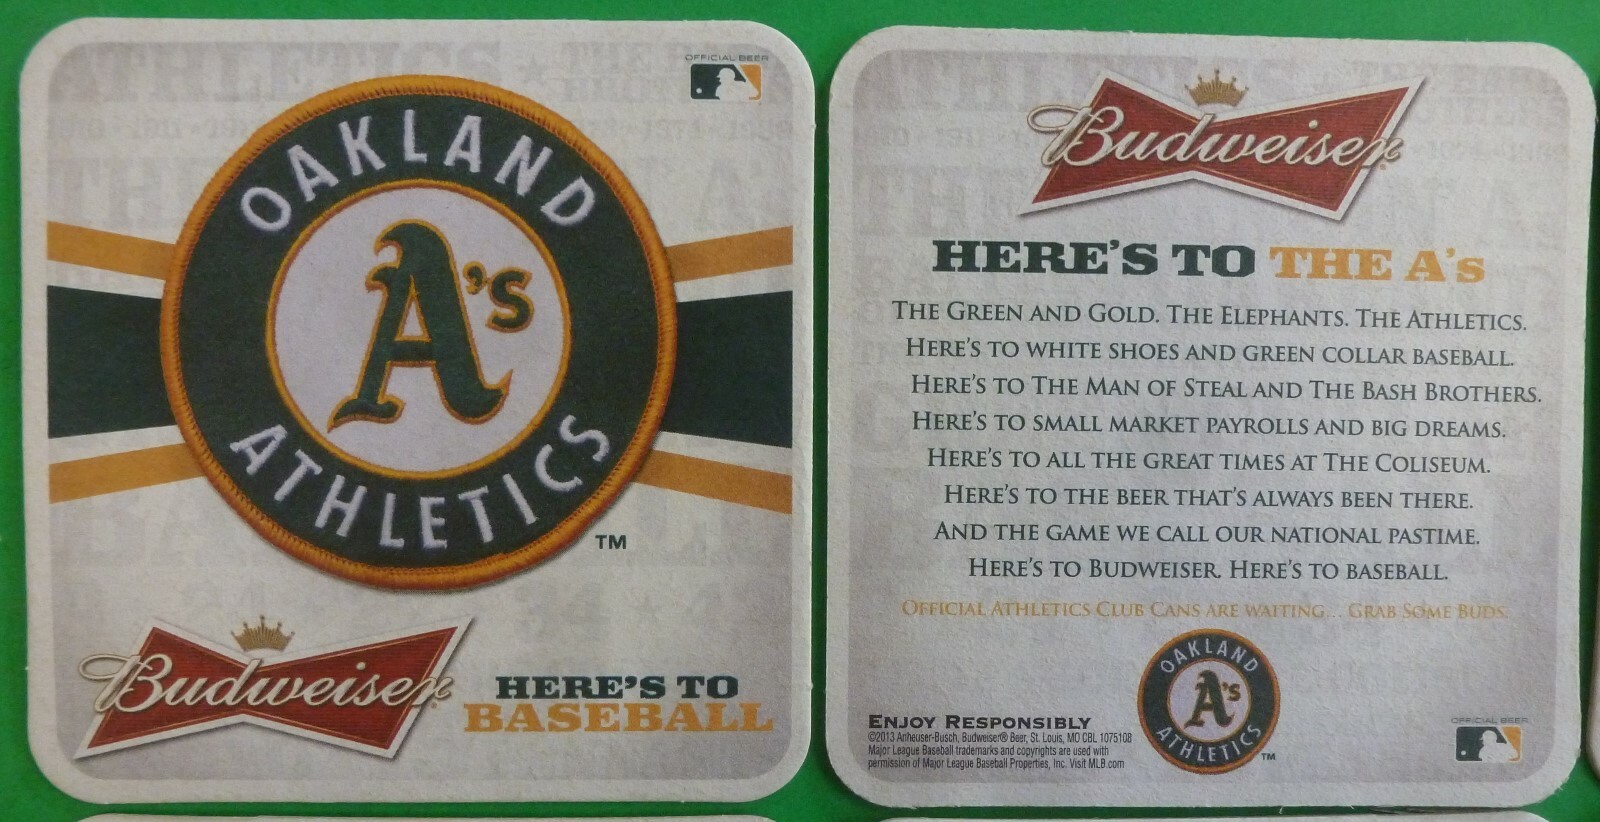 OFFICIAL BEER
OAKLAND
A's
ATHLETICS
TM
Budweiser
HERE'S TO
BASEBALL
Budweiser
HERE'S TO THE A's
THE GREEN AND GOLD. THE ELEPHANTS. THE ATHLETICS.
HERE'S TO WHITE SHOES AND GREEN COLLAR BASEBALL.
HERE'S TO THE MAN OF STEAL AND THE BASH BROTHERS.
HERE'S TO SMALL MARKET PAYROLLS AND BIG DREAMS.
HERE'S TO ALL THE GREAT TIMES AT THE COLISEUM.
HERE'S TO THE BEER THAT'S ALWAYS BEEN THERE.
AND THE GAME WE CALL OUR NATIONAL PASTIME.
HERE'S TO BUDWEISER. HERE'S TO BASEBALL.
OFFICIAL ATHLETICS CLUB CANS ARE WAITING... GRAB SOME BUDS.
OAKLAND
A's
ATHLETICS
TM
ENJOY RESPONSIBLY
©2013 Anheuser-Busch, Budweiser® Beer, St. Louis, MO CBL 1075108
Major League Baseball trademarks and copyrights are used with
permission of Major League Baseball Properties, Inc. Visit MLB.com
OFFICIAL BEER